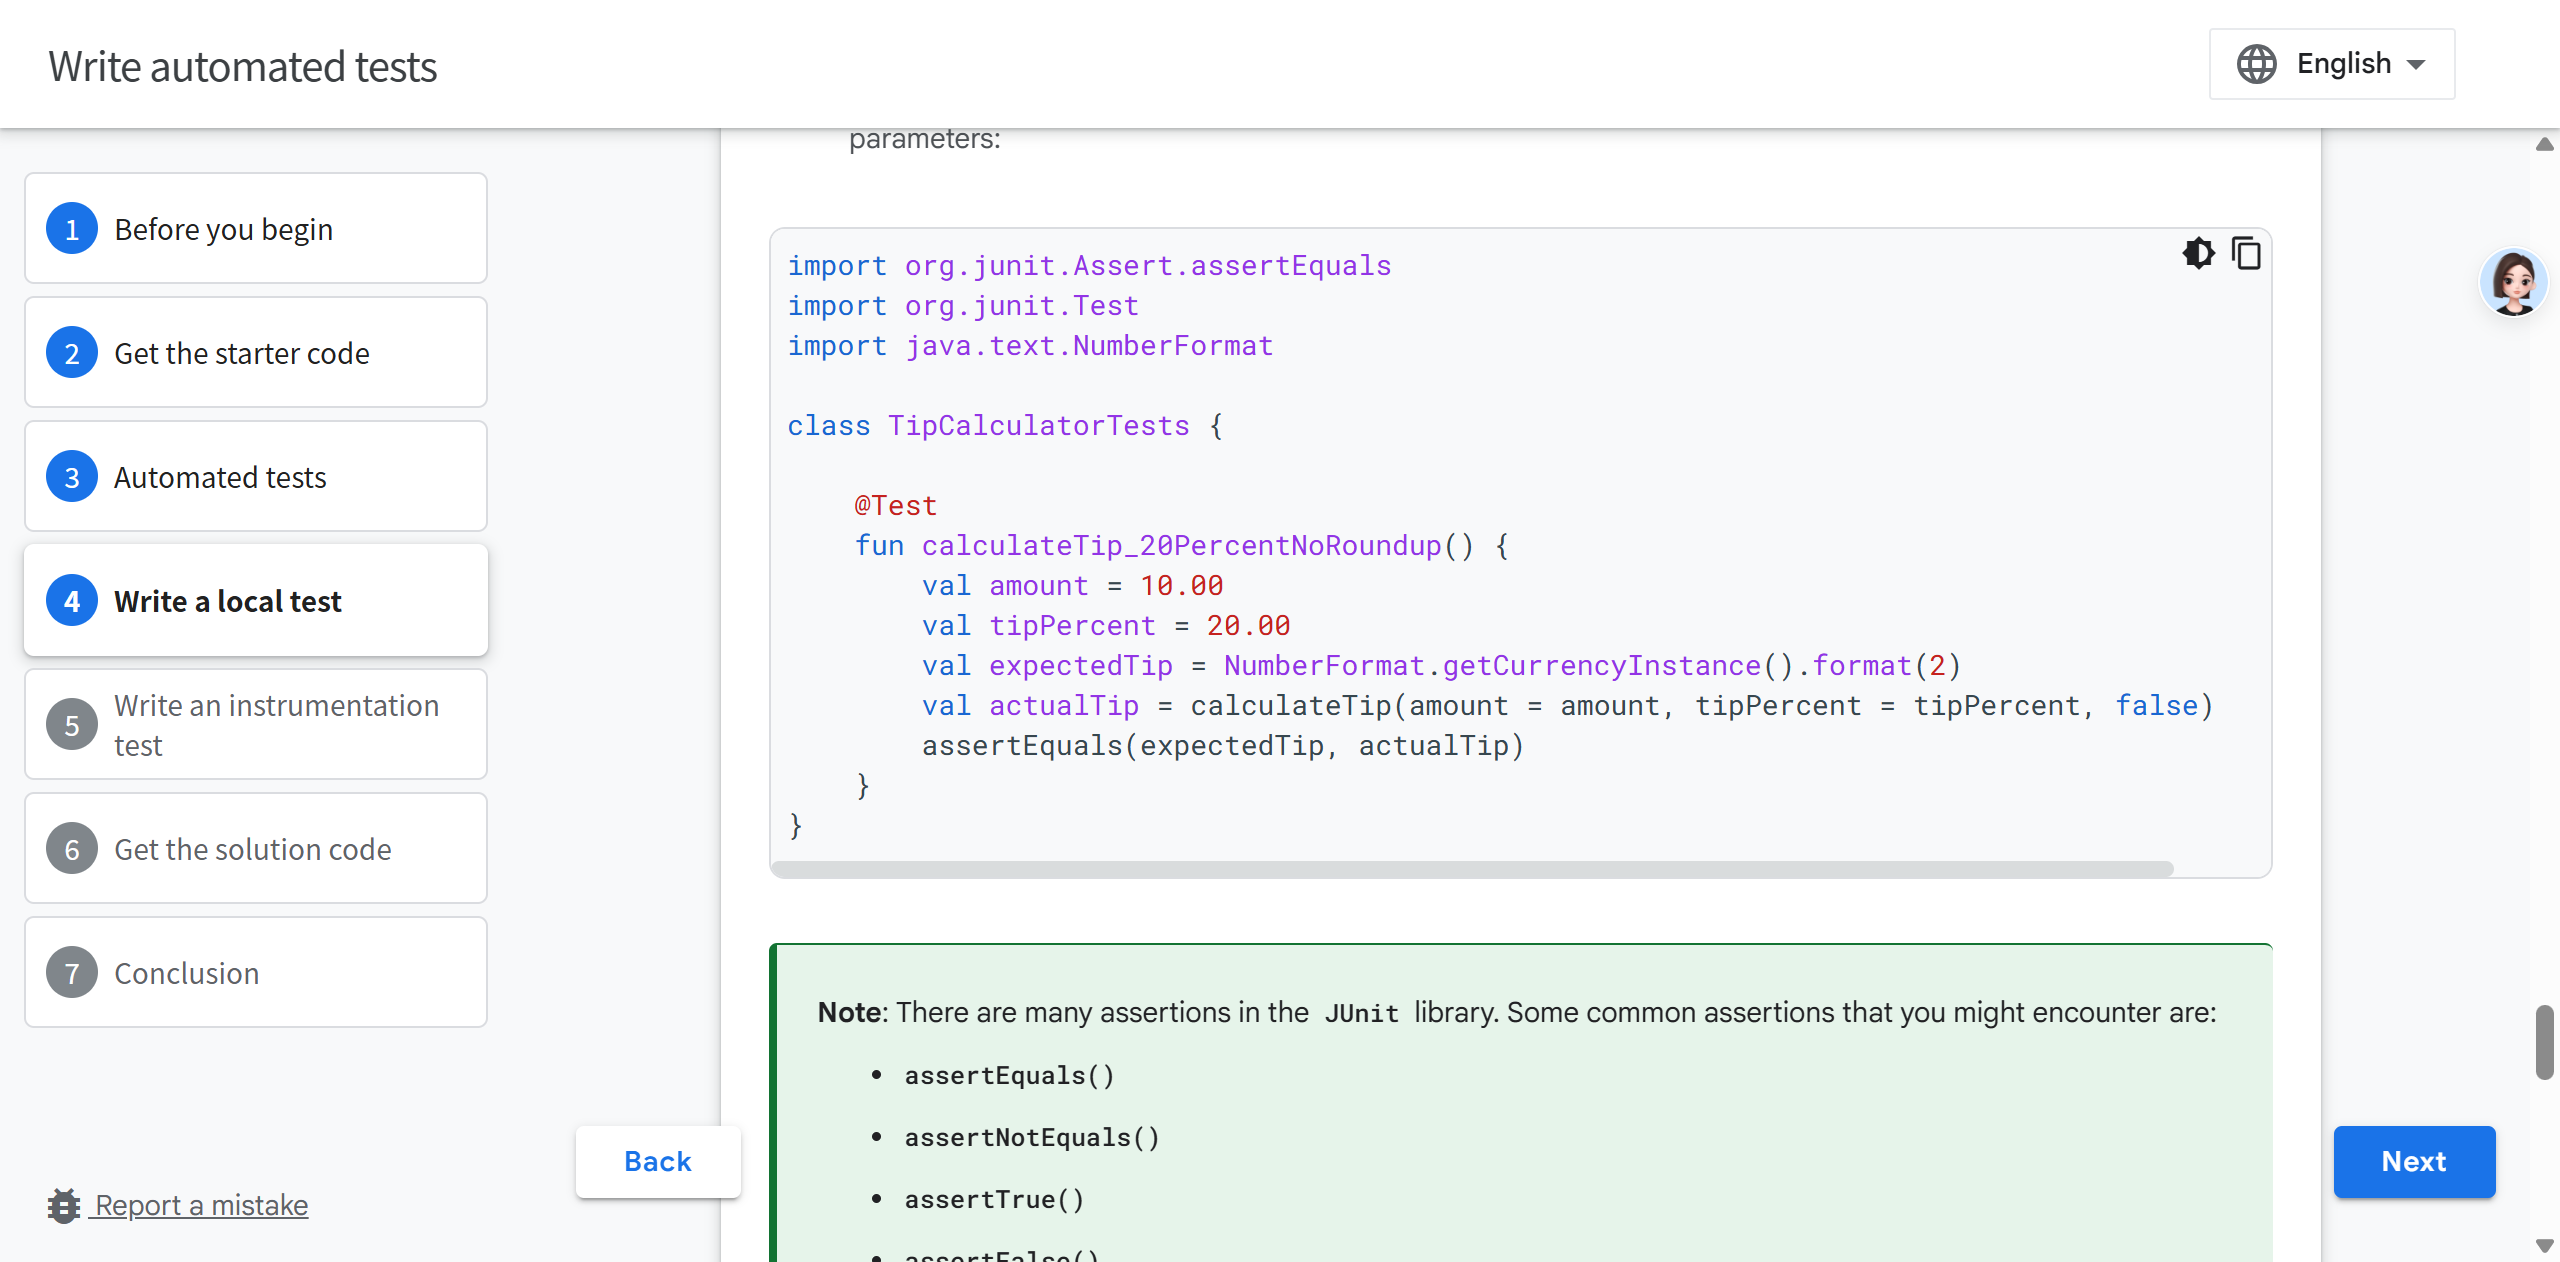 Write automated tests
English
1 Before you begin
2 Get the starter code
3 Automated tests
4 Write a local test
5 Write an instrumentation
test
6 Get the solution code
7 Conclusion
Report a mistake
parameters:
import org.junit.Assert.assertEquals
import org.junit.Test
import java.text.NumberFormat
class TipCalculatorTests {
@Test
fun calculateTip_20PercentNoRoundup() {
val amount = 10.00
val tipPercent = 20.00
val expectedTip = NumberFormat.getCurrencyInstance().format(2)
val actualTip = calculateTip(amount = amount, tipPercent = tipPercent, false)
assertEquals(expectedTip, actualTip)
}
}
Note: There are many assertions in the JUnit library. Some common assertions that you might encounter are:
• assertEquals()
• assertNotEquals()
• assertTrue()
• assertFalse()
Back
Next